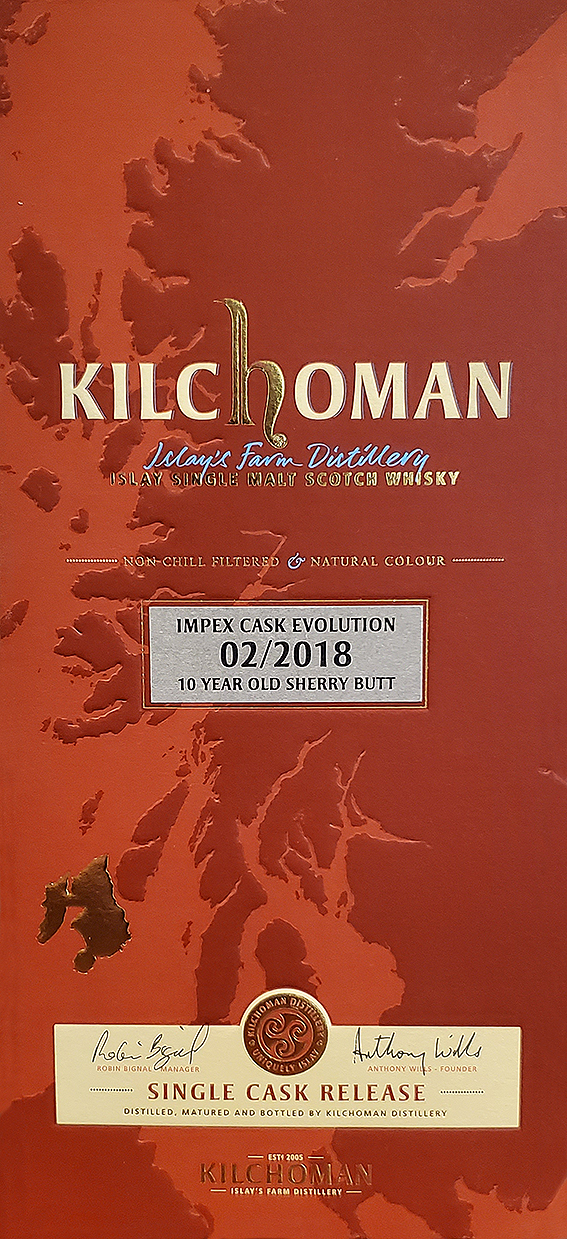 KILCHOMAN
Islay's Farm Distillery
ISLAY SINGLE MALT SCOTCH WHISKY
NON-CHILL FILTERED & NATURAL COLOUR
IMPEX CASK EVOLUTION
02/2018
10 YEAR OLD SHERRY BUTT
KILCHOMAN DISTILLERY
UNIQUELY ISLAY
Robin Bignal Anthony Wills
ROBIN BIGNAL - MANAGER ANTHONY WILLS - FOUNDER
SINGLE CASK RELEASE
DISTILLED, MATURED AND BOTTLED BY KILCHOMAN DISTILLERY
ESTD 2005
KILCHOMAN
ISLAY'S FARM DISTILLERY